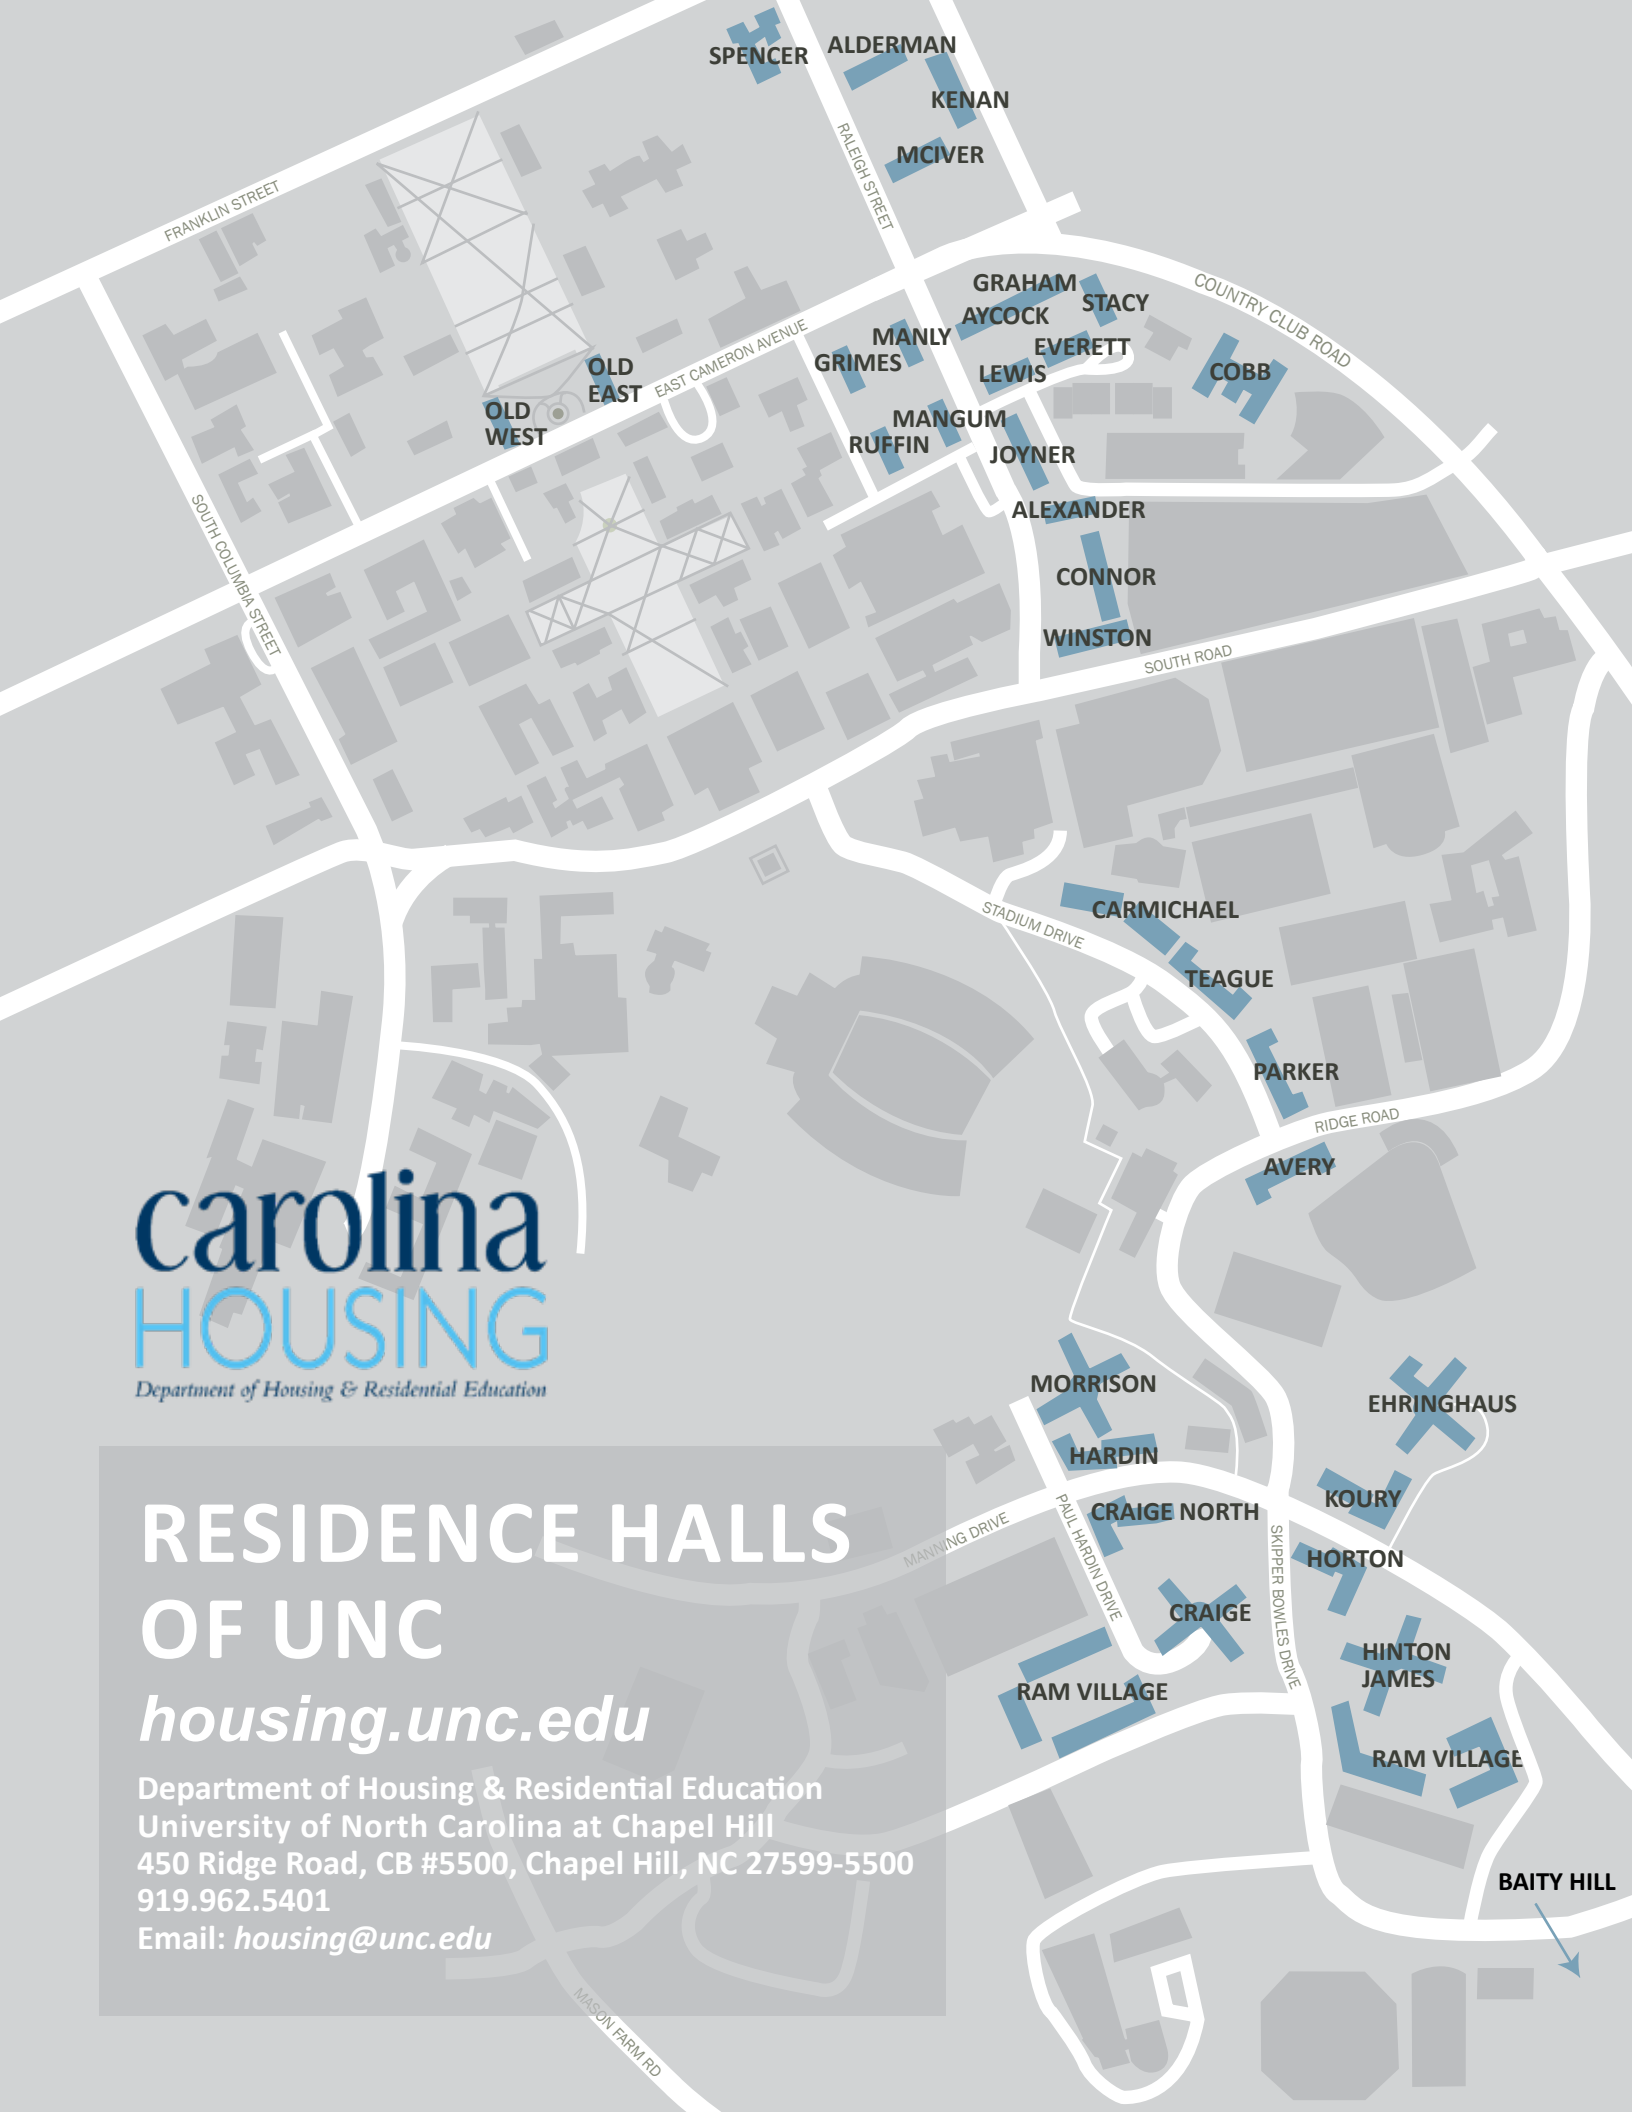 SPENCER
ALDERMAN
KENAN
MCIVER
RALEIGH STREET
FRANKLIN STREET
COUNTRY CLUB ROAD
GRAHAM
STACY
AYCOCK
MANLY
EVERETT
GRIMES
LEWIS
COBB
EAST CAMERON AVENUE
OLD
EAST
OLD
WEST
MANGUM
RUFFIN
JOYNER
ALEXANDER
SOUTH COLUMBIA STREET
CONNOR
WINSTON
SOUTH ROAD
CARMICHAEL
STADIUM DRIVE
TEAGUE
PARKER
RIDGE ROAD
AVERY
carolina
HOUSING
Department of Housing & Residential Education
MORRISON
EHRINGHAUS
HARDIN
KOURY
CRAIGE NORTH
MANNING DRIVE
PAUL HARDIN DRIVE
SKIPPER BOWLES DRIVE
HORTON
CRAIGE
HINTON
JAMES
RAM VILLAGE
RAM VILLAGE
BAITY HILL
RESIDENCE HALLS
OF UNC
housing.unc.edu
Department of Housing & Residential Education
University of North Carolina at Chapel Hill
450 Ridge Road, CB #5500, Chapel Hill, NC 27599-5500
919.962.5401
Email: housing@unc.edu
MASON FARM RD